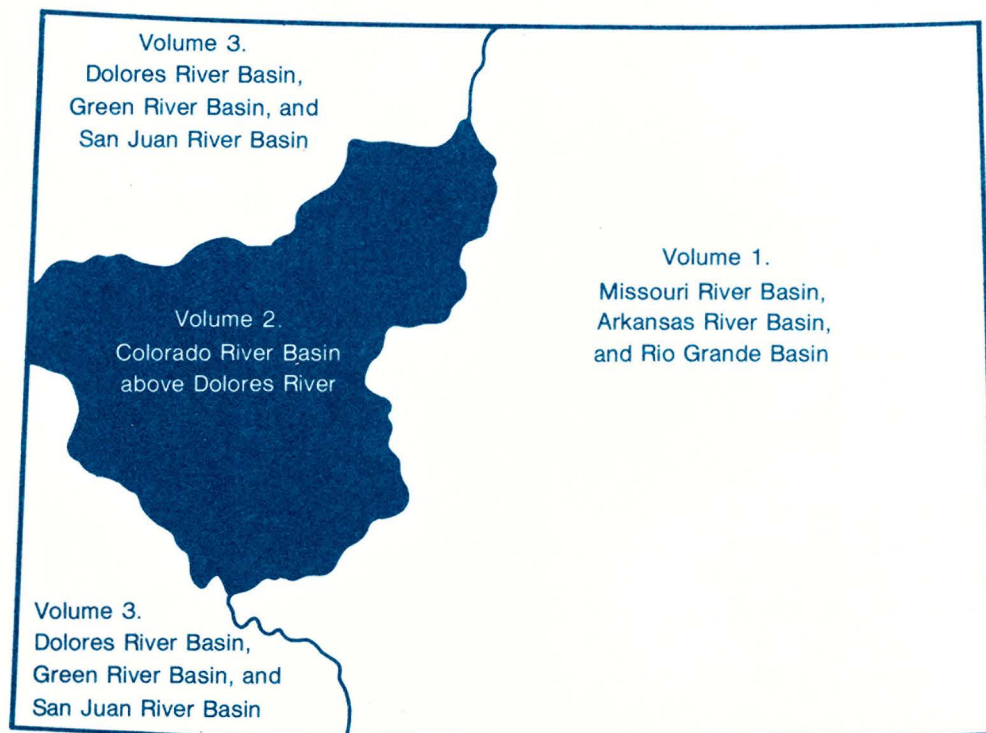 Volume 3.
Dolores River Basin,
Green River Basin, and
San Juan River Basin
Volume 1.
Missouri River Basin,
Arkansas River Basin,
and Rio Grande Basin
Volume 2.
Colorado River Basin
above Dolores River
Volume 3.
Dolores River Basin,
Green River Basin, and
San Juan River Basin